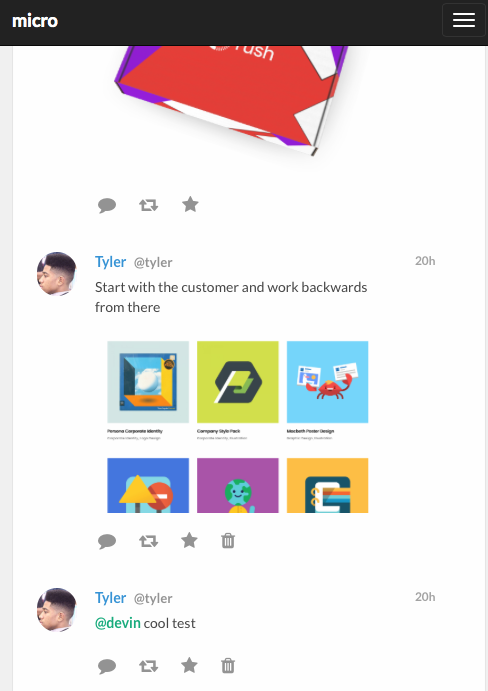 micro
rush
Tyler @tyler 20h
Start with the customer and work backwards
from there
Persona Corporate Identity
Company Style Pack
Macbeth Poster Design
Corporate Identity, Logo Design
Corporate Identity, Illustration
Graphic Design, Illustration
Tyler @tyler 20h
@devin cool test